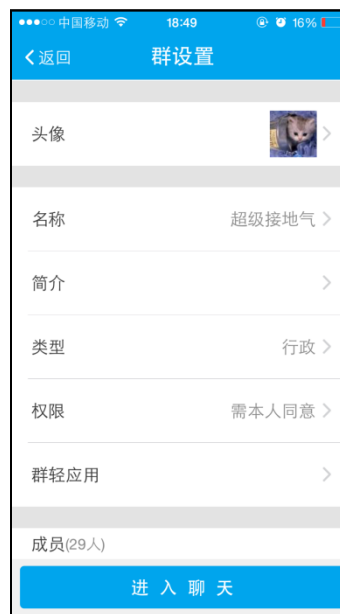 中国移动 18:49 16%
返回 群设置
头像
名称 超级接地气
简介
类型 行政
权限 需本人同意
群轻应用
成员(29人)
进入聊天